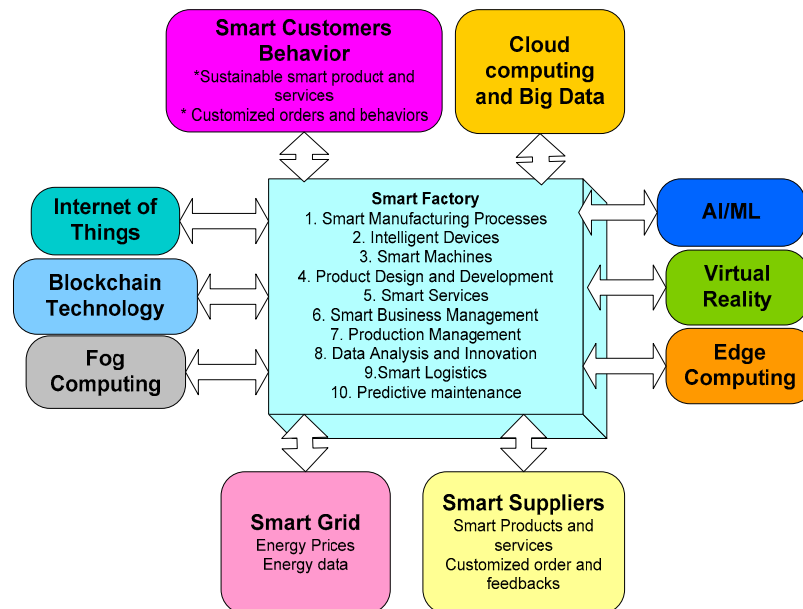 Smart Customers
Behavior
*Sustainable smart product and
services
* Customized orders and behaviors
Cloud
computing
and Big Data
Internet of
Things
Blockchain
Technology
Fog
Computing
Smart Factory
1. Smart Manufacturing Processes
2. Intelligent Devices
3. Smart Machines
4. Product Design and Development
5. Smart Services
6. Smart Business Management
7. Production Management
8. Data Analysis and Innovation
9.Smart Logistics
10. Predictive maintenance
AI/ML
Virtual
Reality
Edge
Computing
Smart Grid
Energy Prices
Energy data
Smart Suppliers
Smart Products and
services
Customized order and
feedbacks